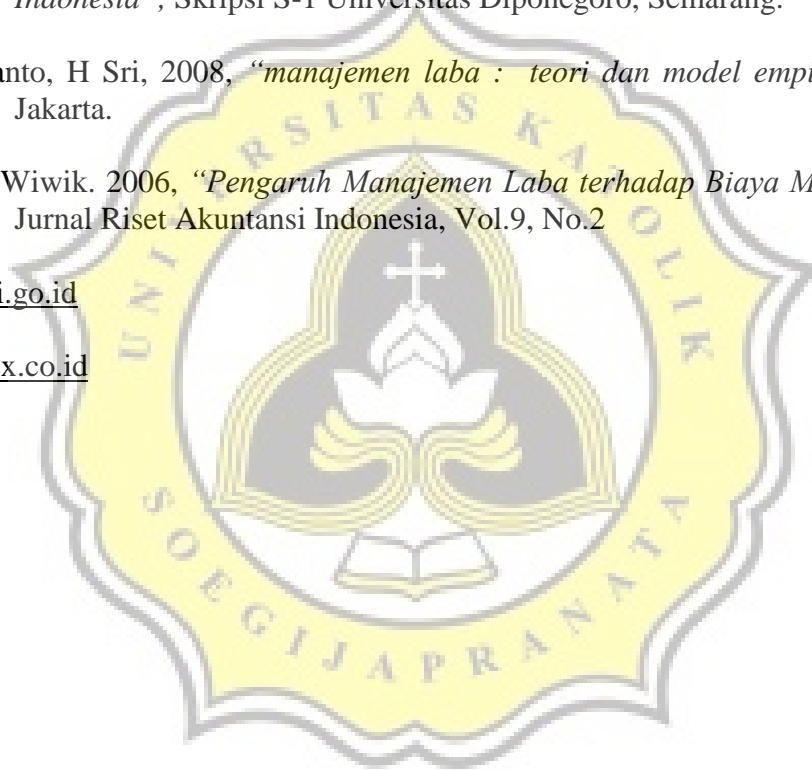 Indonesia”, Skripsi S-1 Universitas Diponegoro, Semarang.
anto, H Sri, 2008, “manajemen laba : teori dan model empi
Jakarta.
Wiwik. 2006, “Pengaruh Manajemen Laba terhadap Biaya M
Jurnal Riset Akuntansi Indonesia, Vol.9, No.2
i.go.id
x.co.id
UNIVERSITAS KATOLIK
SOEGIJAPRANATA